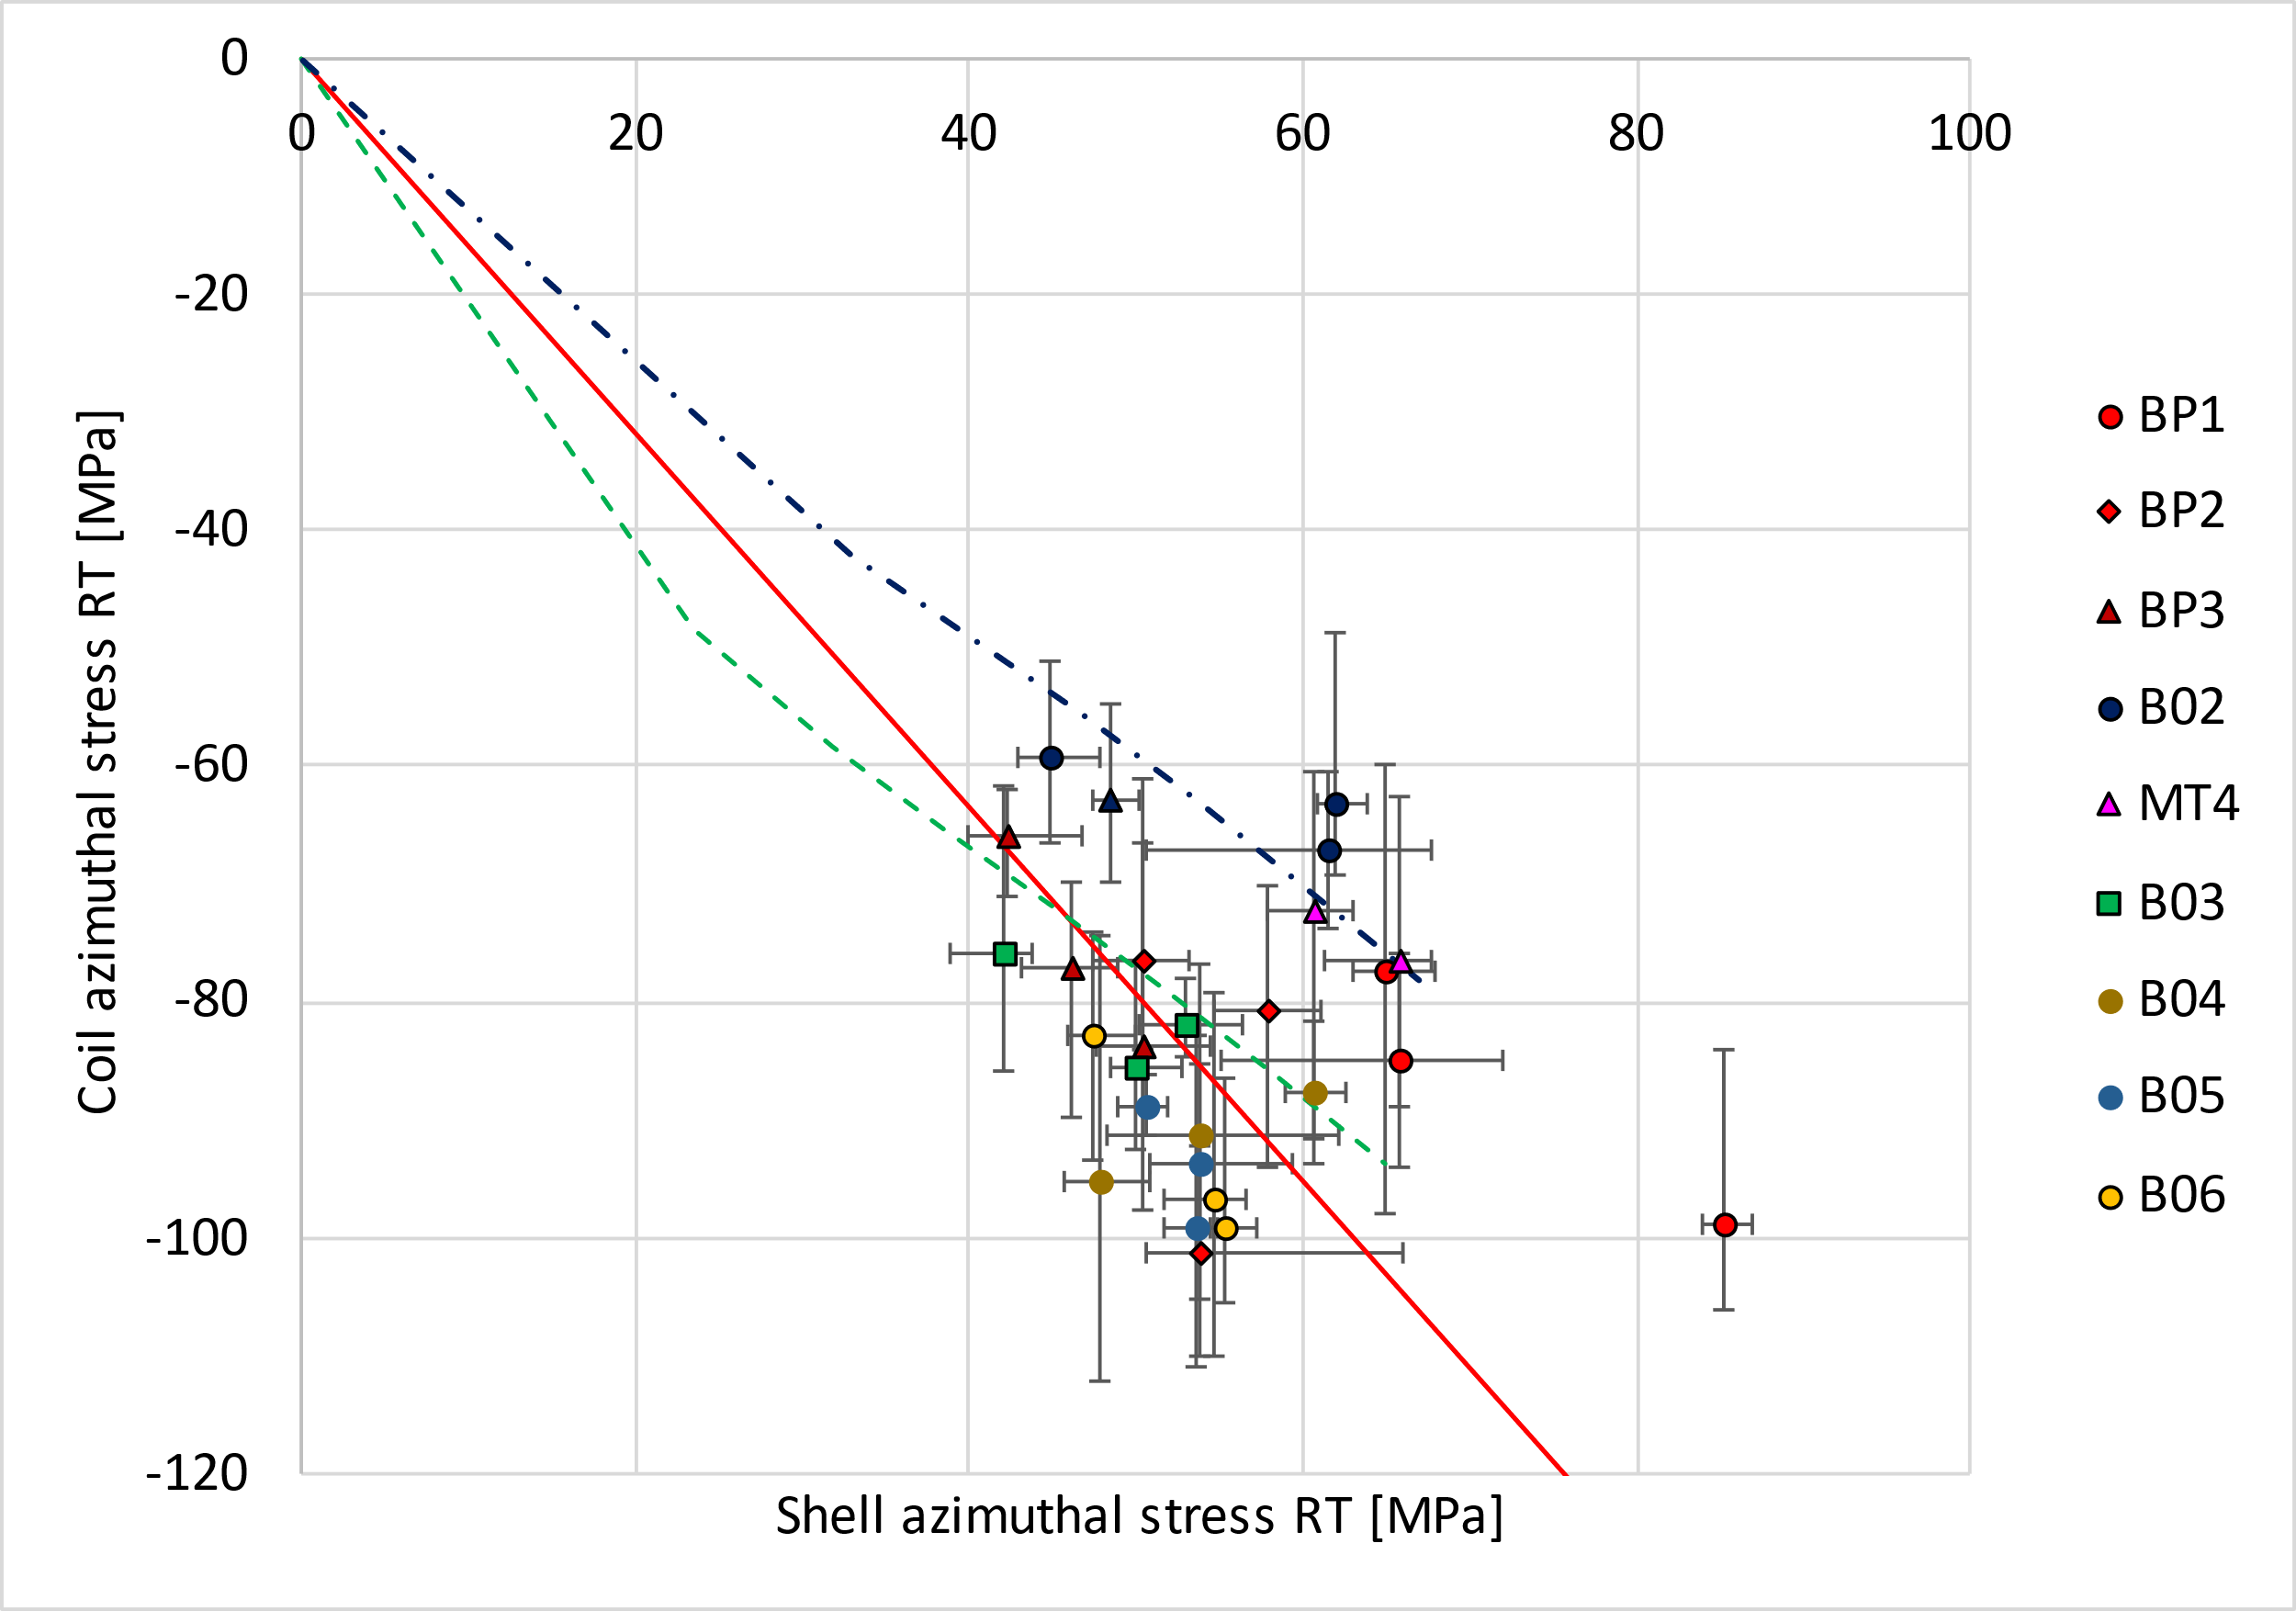 0
0 20 40 60 80 100
-20
-40
-60
-80
-100
-120
Coil azimuthal stress RT [MPa]
Shell azimuthal stress RT [MPa]
BP1
BP2
BP3
B02
MT4
B03
B04
B05
B06